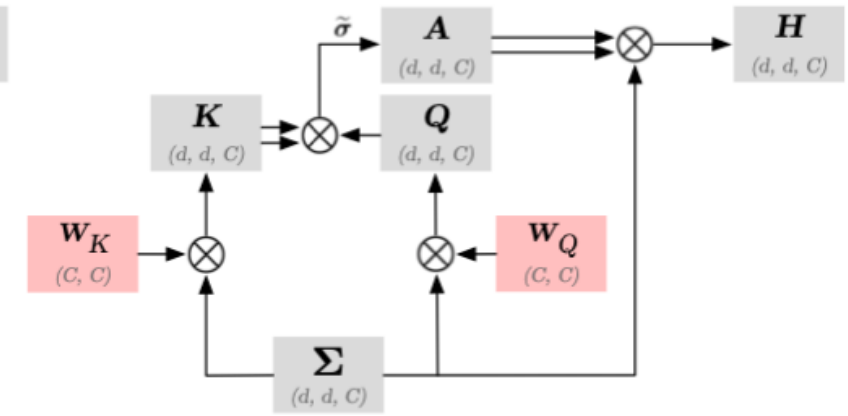 σ̃
A
(d, d, C)
H
(d, d, C)
K
(d, d, C)
Q
(d, d, C)
W_K
(C, C)
W_Q
(C, C)
Σ
(d, d, C)